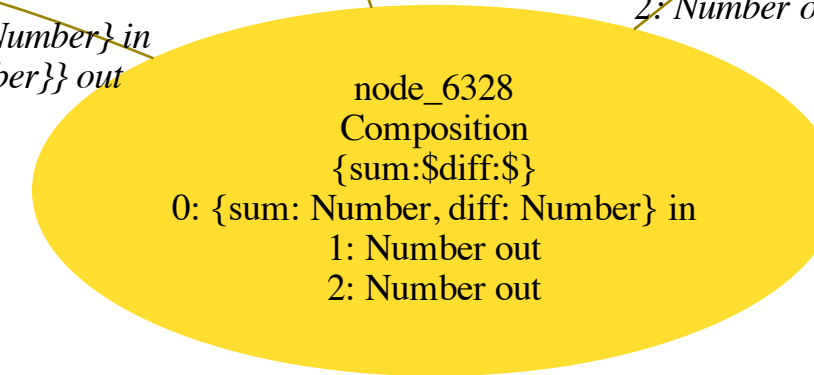 2: Number o
Number} in
ber}} out
node_6328
Composition
{sum:$diff:$}
0: {sum: Number, diff: Number} in
1: Number out
2: Number out